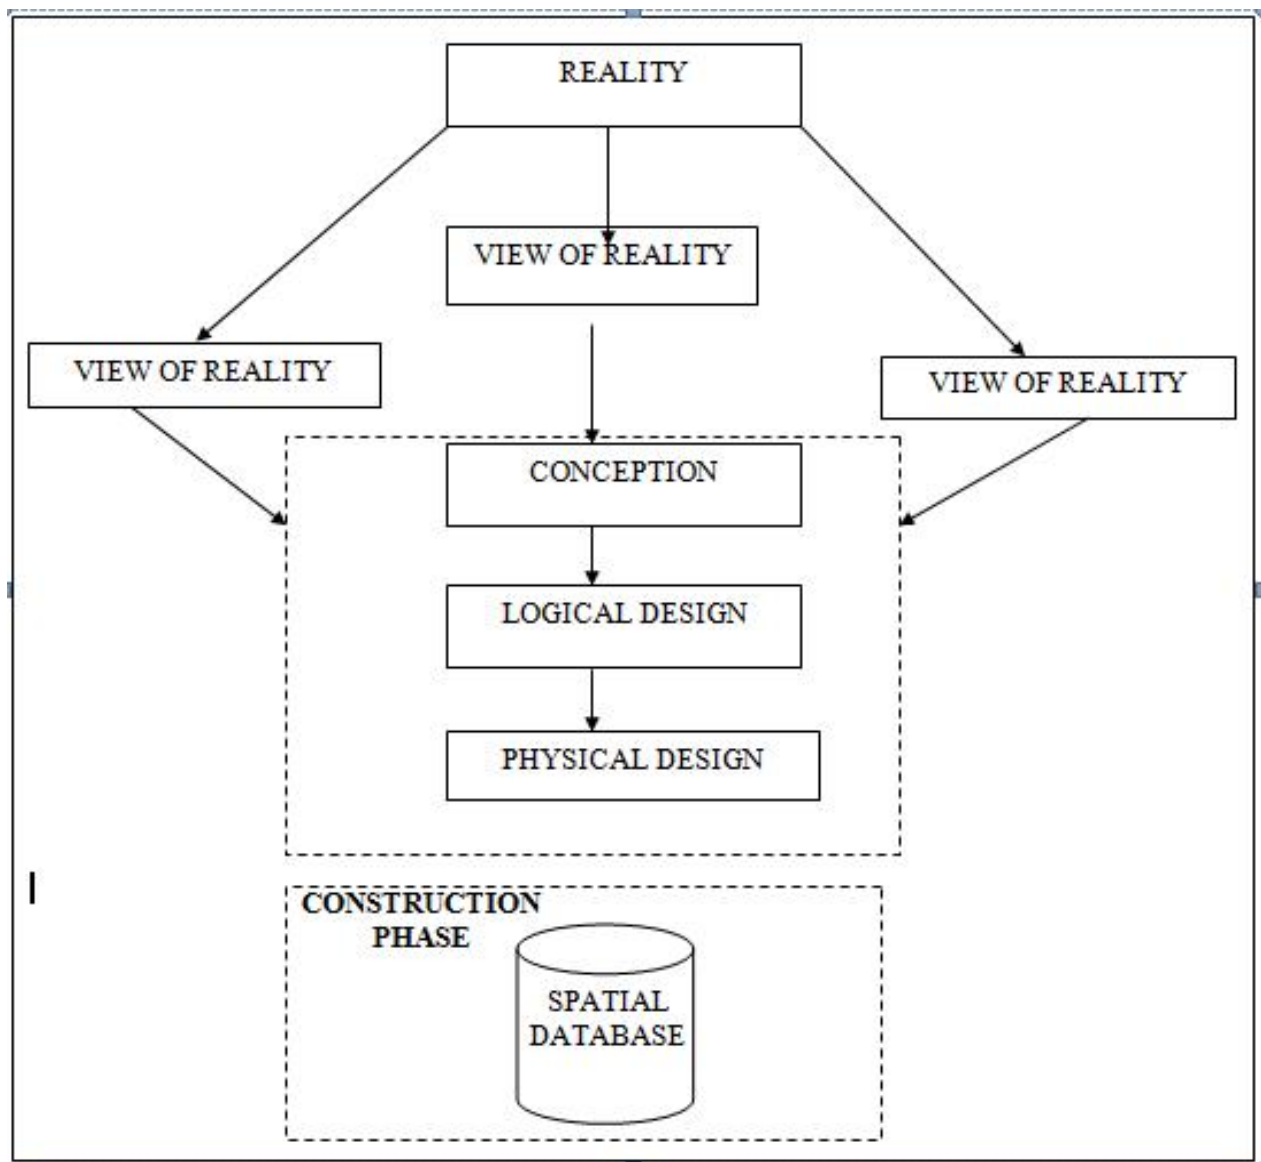 REALITY
VIEW OF REALITY
VIEW OF REALITY
VIEW OF REALITY
CONCEPTION
LOGICAL DESIGN
PHYSICAL DESIGN
CONSTRUCTION
PHASE
SPATIAL
DATABASE